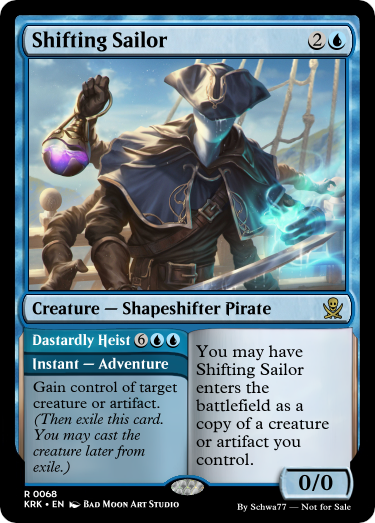 Shifting Sailor 2
Creature — Shapeshifter Pirate
Dastardly Heist 6
Instant — Adventure
Gain control of target
creature or artifact.
(Then exile this card.
You may cast the
creature later from
exile.)
You may have
Shifting Sailor
enters the
battlefield as a
copy of a creature
or artifact you
control.
0/0
R 0068
KRK • EN Bad Moon Art Studio
By Schwa77 — Not for Sale